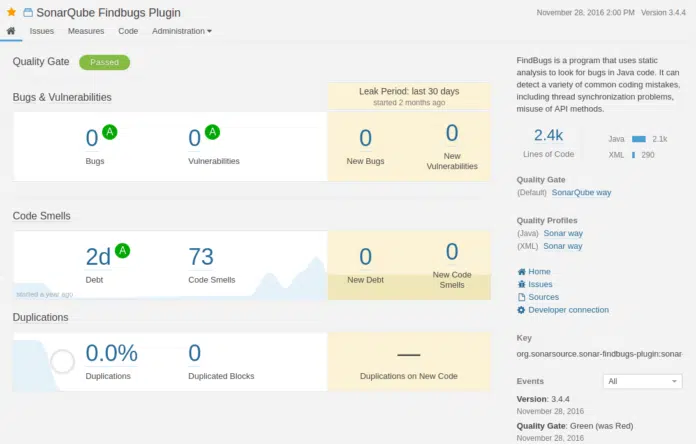 SonarQube Findbugs Plugin
November 28, 2016 2:00 PM Version 3.4.4
Issues Measures Code Administration
Quality Gate Passed
Bugs & Vulnerabilities
Leak Period: last 30 days
started 2 months ago
0 A
Bugs
0 A
Vulnerabilities
0
New Bugs
0
New
Vulnerabilities
Code Smells
2d A
Debt
73
Code Smells
started a year ago
0
New Debt
0
New Code
Smells
Duplications
0.0%
Duplications
0
Duplicated Blocks
—
Duplications on New Code
FindBugs is a program that uses static
analysis to look for bugs in Java code. It can
detect a variety of common coding mistakes,
including thread synchronization problems,
misuse of API methods.
2.4k
Lines of Code
Java 2.1k
XML 290
Quality Gate
(Default) SonarQube way
Quality Profiles
(Java) Sonar way
(XML) Sonar way
Home
Issues
Sources
Developer connection
Key
org.sonarsource.sonar-findbugs-plugin:sonar
Events All
Version: 3.4.4
November 28, 2016
Quality Gate: Green (was Red)
November 28, 2016